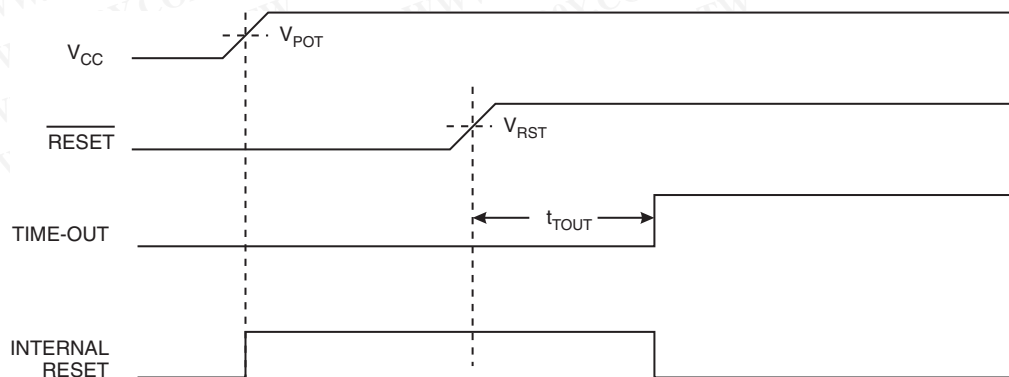 V_CC
V_POT
RESET
V_RST
TIME-OUT
t_TOUT
INTERNAL
RESET